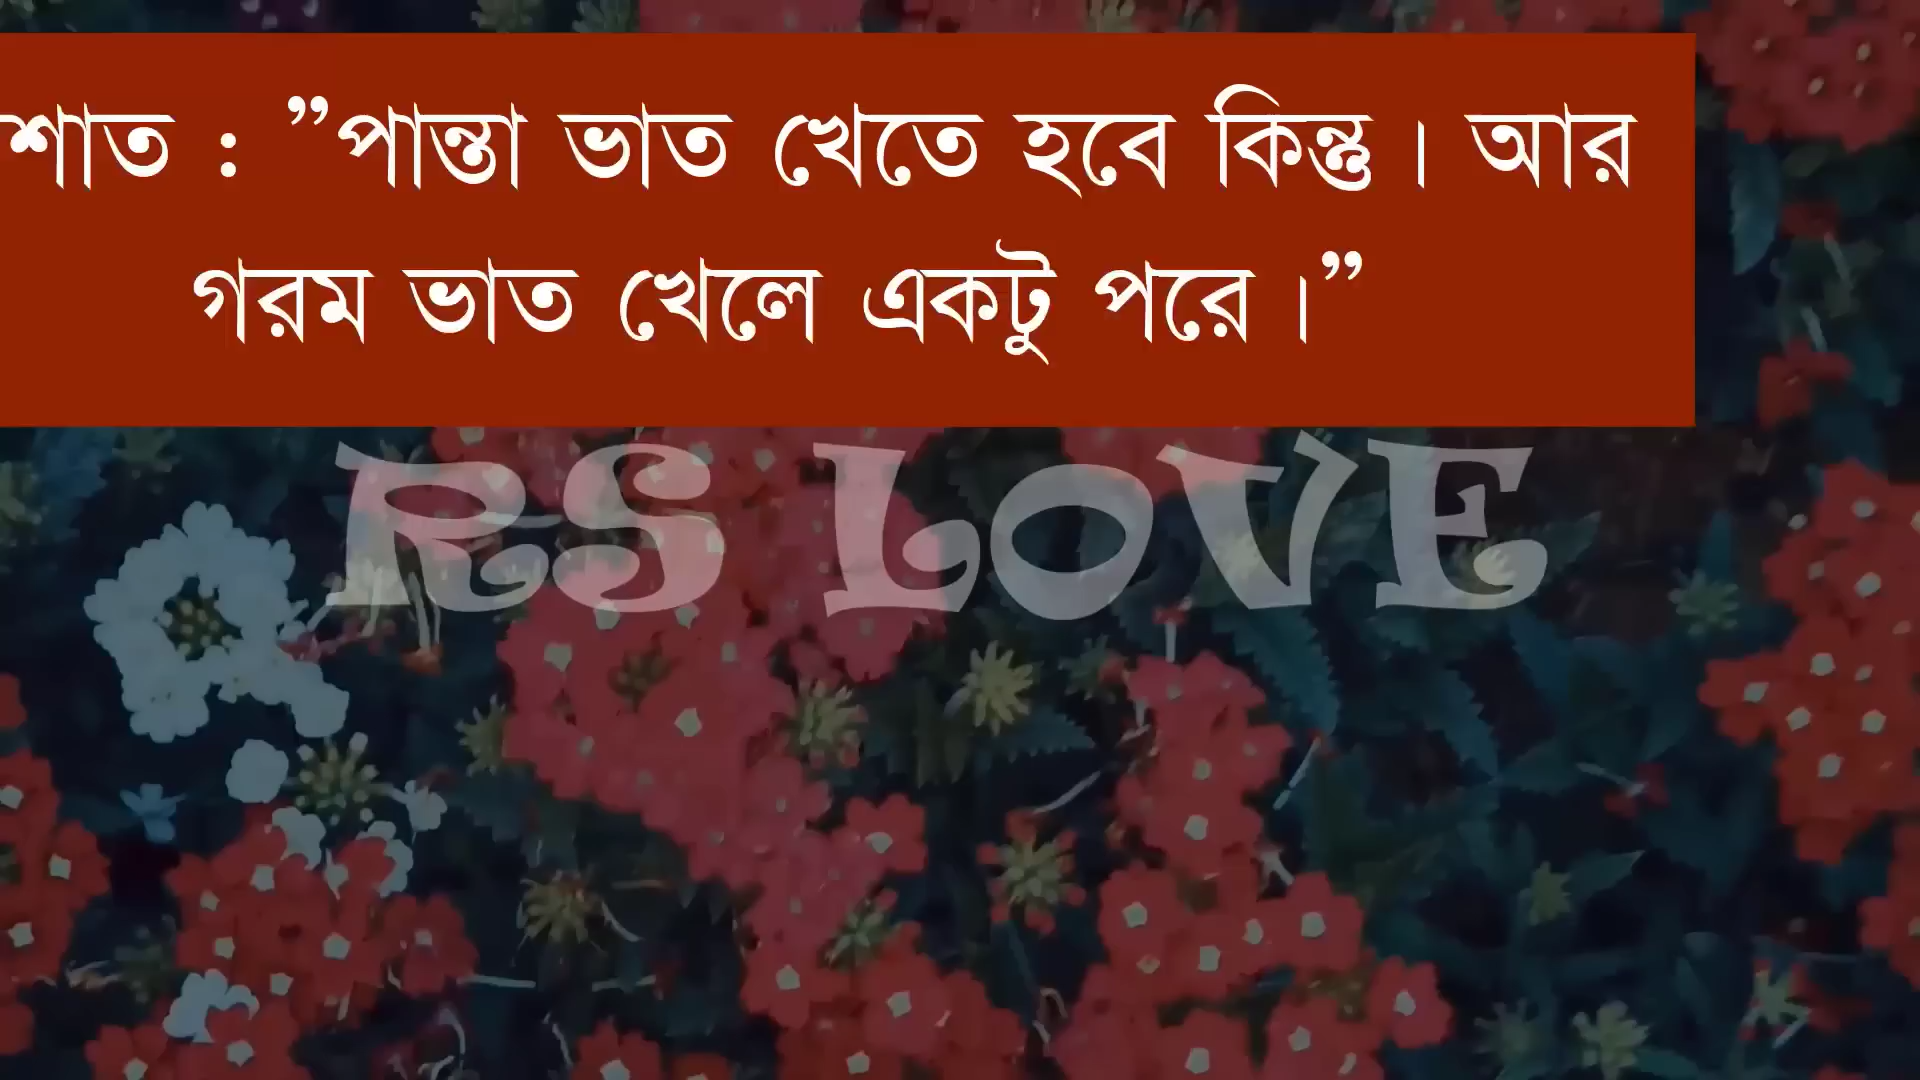 শাত : ”পান্তা ভাত খেতে হবে কিন্তু। আর
গরম ভাত খেলে একটু পরে।”
RS LOVE